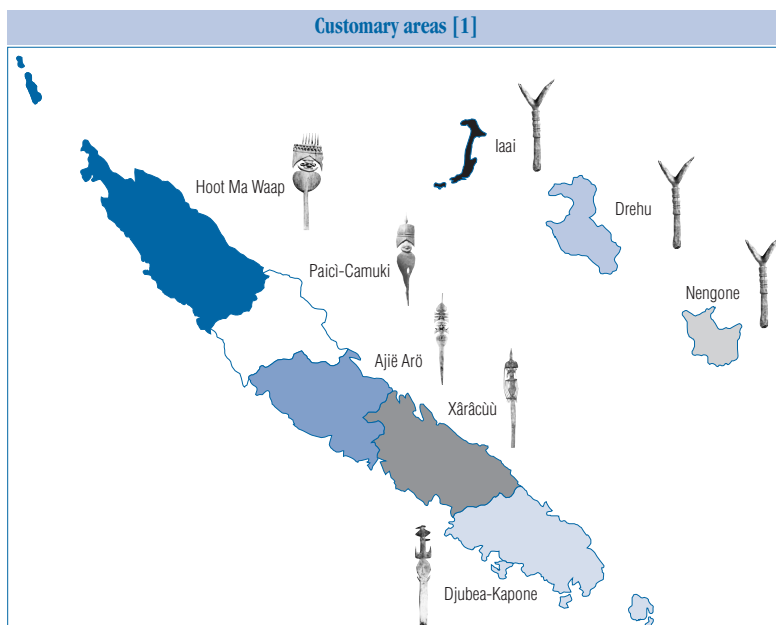 Customary areas [1]
Iaai
Hoot Ma Waap
Drehu
Paicì-Camuki
Nengone
Ajië Arö
Xârâcùù
Djubea-Kapone